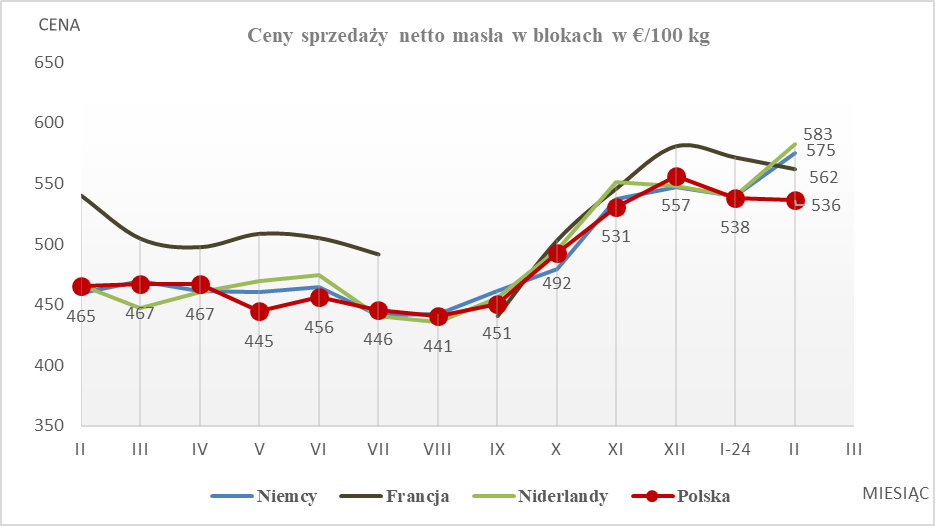 CENA
Ceny sprzedaży netto masła w blokach w €/100 kg
650
600
550
500
450
400
350
583
575
562
536
465
467
467
445
456
446
441
451
492
531
557
538
II
III
IV
V
VI
VII
VIII
IX
X
XI
XII
I-24
II
III
Niemcy
Francja
Niderlandy
Polska
MIESIĄC